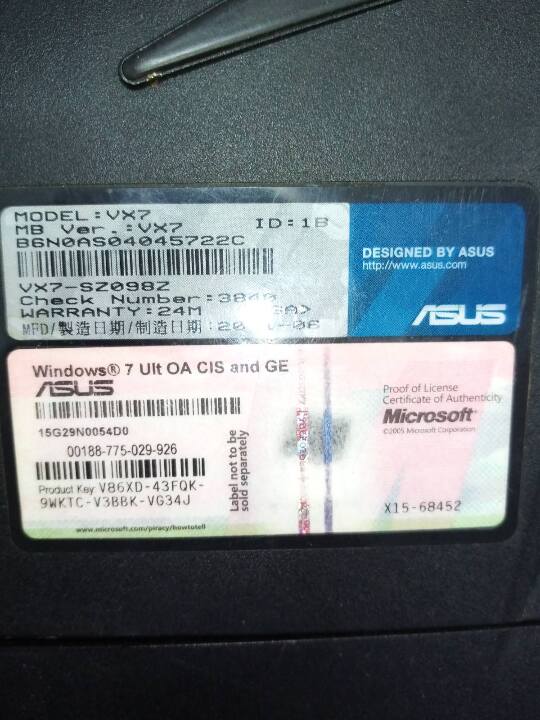 MODEL:VX7
MB Ver.:VX7
ID:1B
B6N0AS04045722C
VX7-SZ098Z
Check Number:
WARRANTY:24M
MFD/製造日期/制造日期:
DESIGNED BY ASUS
http://www.asus.com
ASUS
Windows® 7 Ult OA CIS and GE
ASUS
15G29N0054D0
00188-775-029-926
Product Key: V86XD-43FQK-
9WKTC-V3BBK-VG34J
www.microsoft.com/piracy/howtotell
Label not to be
sold separately
Proof of License
Certificate of Authenticity
Microsoft®
©2005 Microsoft Corporation
X15-68452